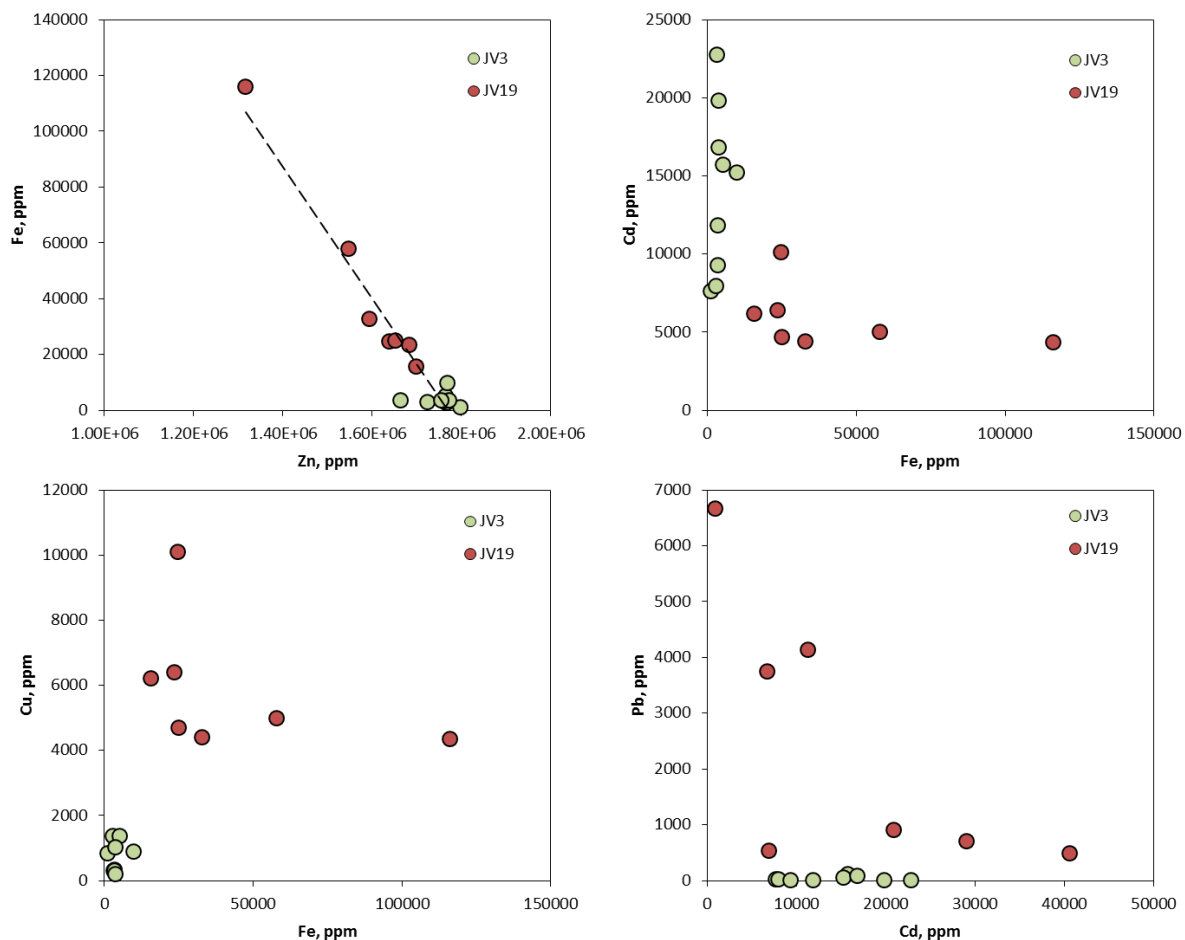 140000
120000
100000
80000
60000
40000
20000
0
Fe, ppm
1.00E+06
1.20E+06
1.40E+06
1.60E+06
1.80E+06
2.00E+06
Zn, ppm
JV3
JV19
25000
20000
15000
10000
5000
0
Cd, ppm
0
50000
100000
150000
Fe, ppm
JV3
JV19
12000
10000
8000
6000
4000
2000
0
Cu, ppm
0
50000
100000
150000
Fe, ppm
JV3
JV19
7000
6000
5000
4000
3000
2000
1000
0
Pb, ppm
0
10000
20000
30000
40000
50000
Cd, ppm
JV3
JV19